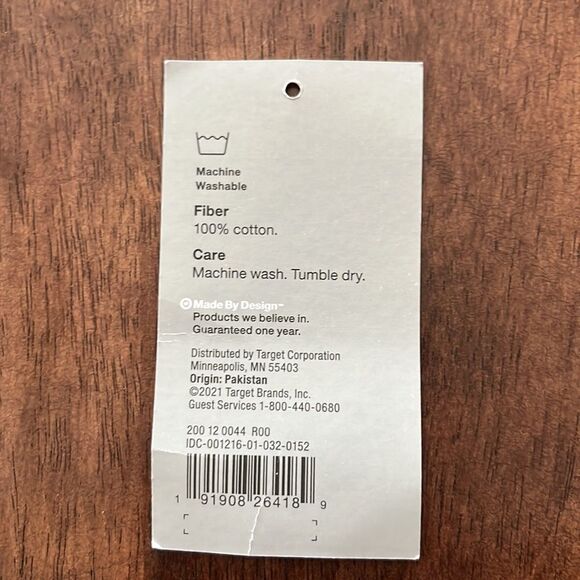 Machine
Washable
Fiber
100% cotton.
Care
Machine wash. Tumble dry.
Made By Design™
Products we believe in.
Guaranteed one year.
Distributed by Target Corporation
Minneapolis, MN 55403
Origin: Pakistan
©2021 Target Brands, Inc.
Guest Services 1-800-440-0680
200 12 0044 R00
IDC-001216-01-032-0152
1 91908 26418 9